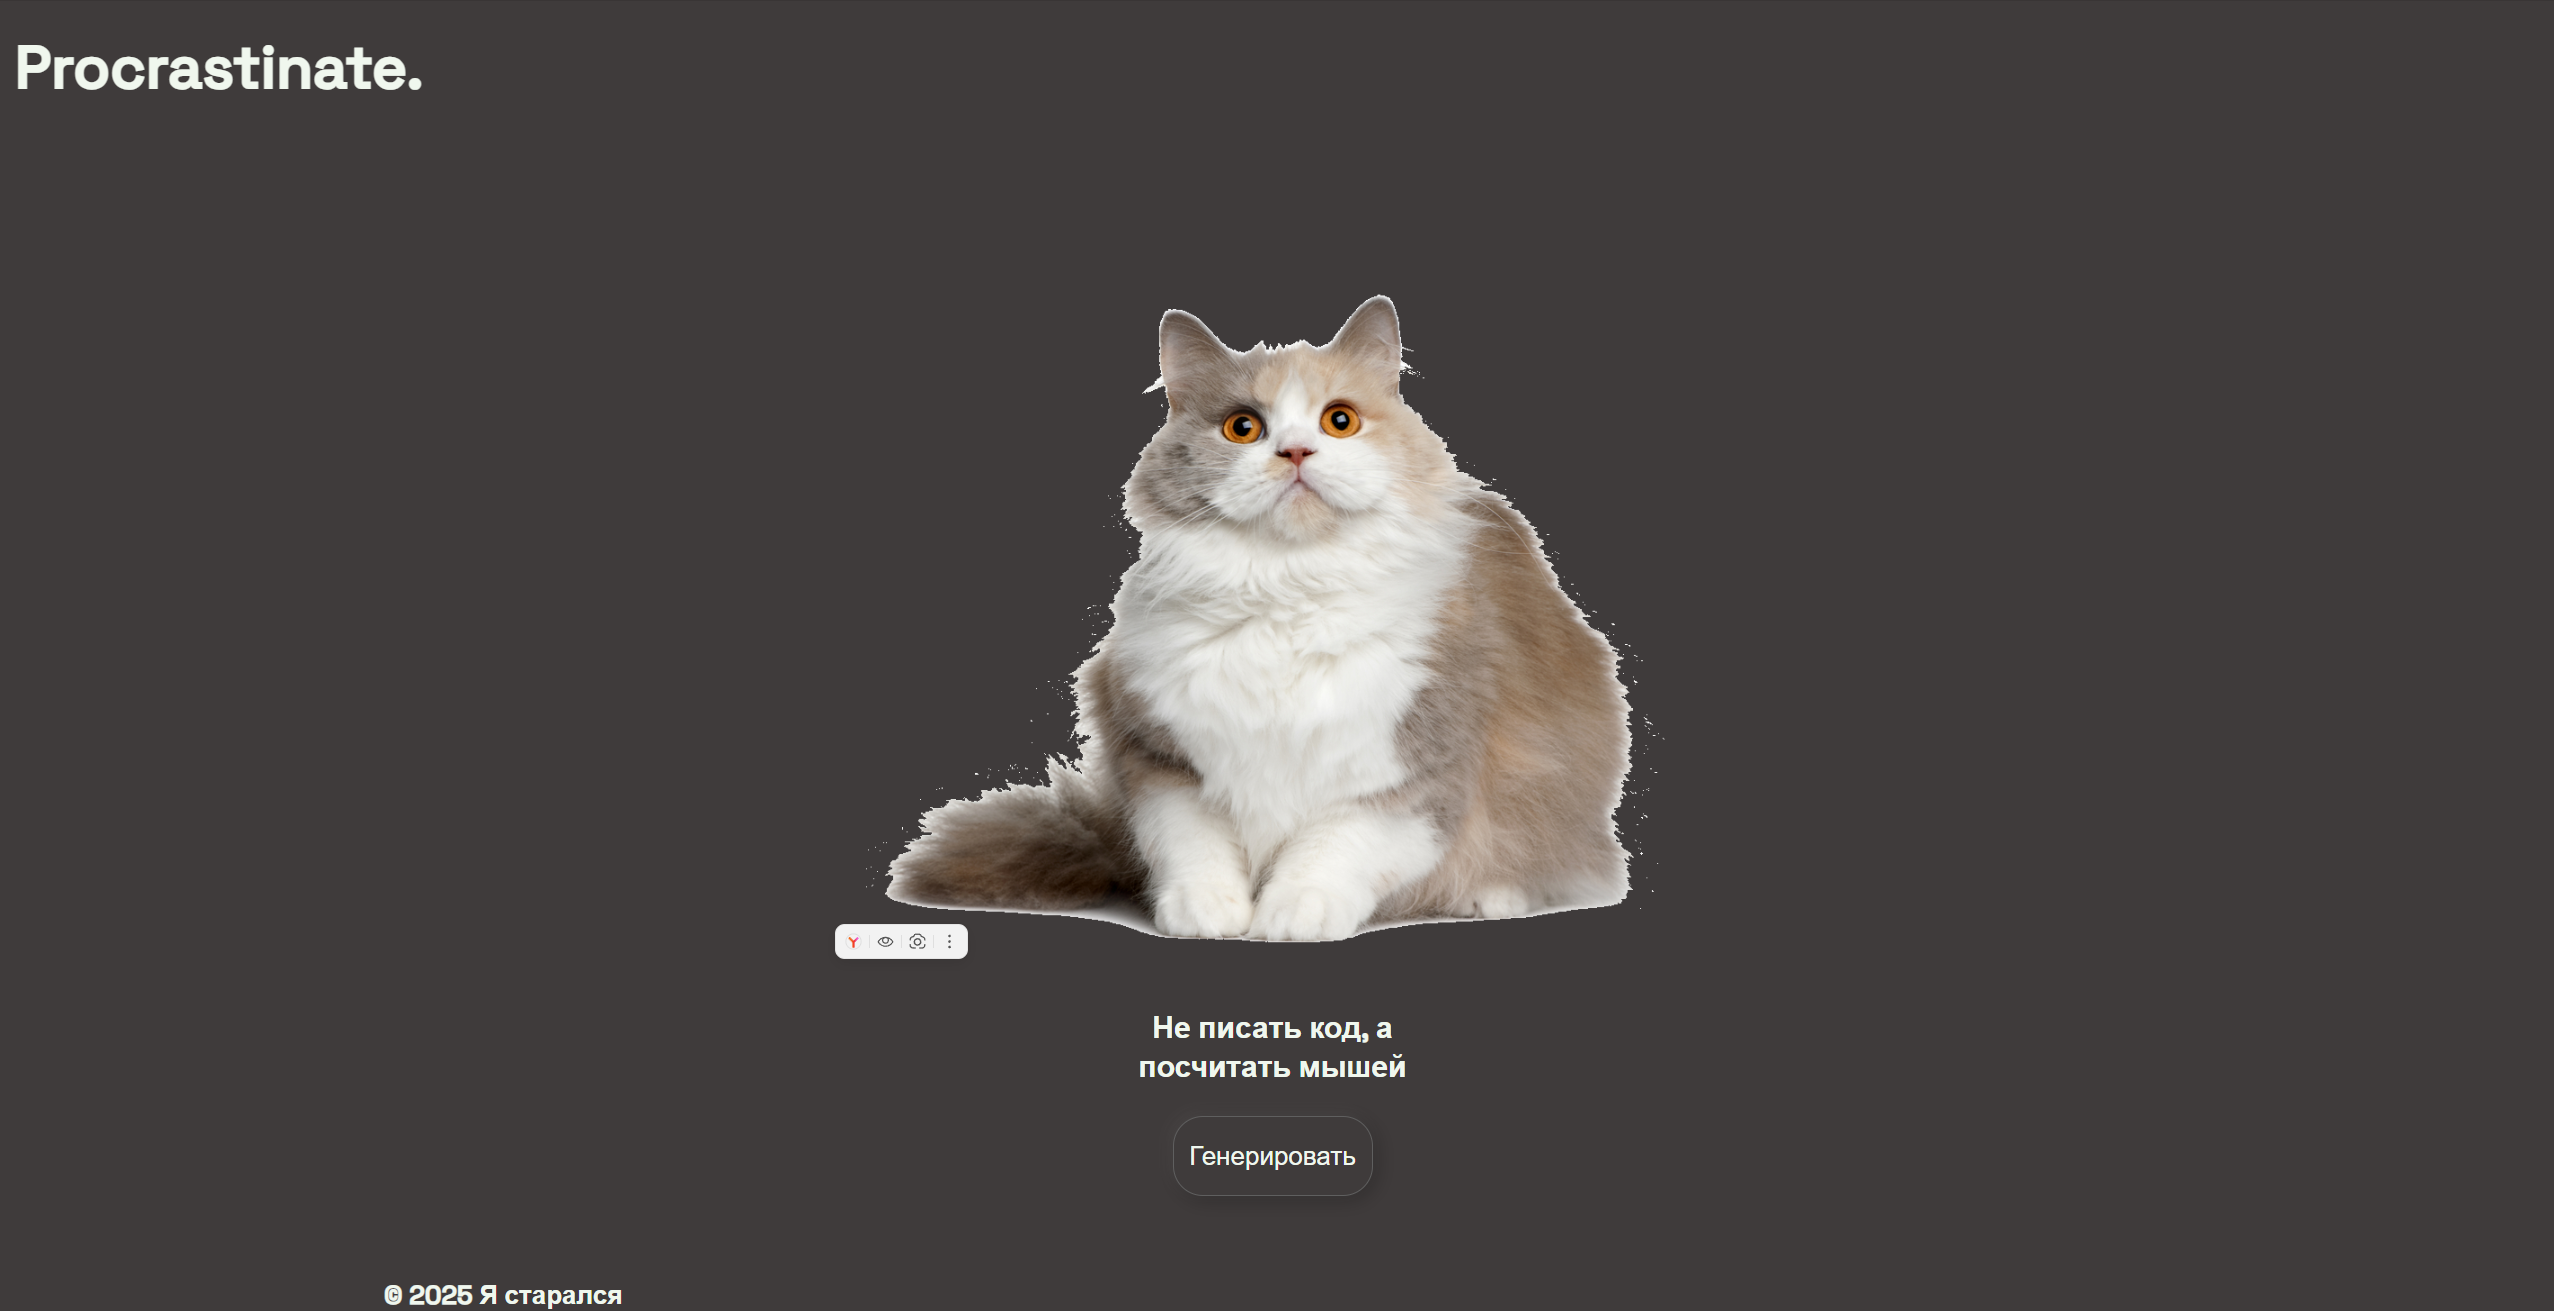 Procrastinate.
Не писать код, а
посчитать мышей
Генерировать
© 2025 Я старался